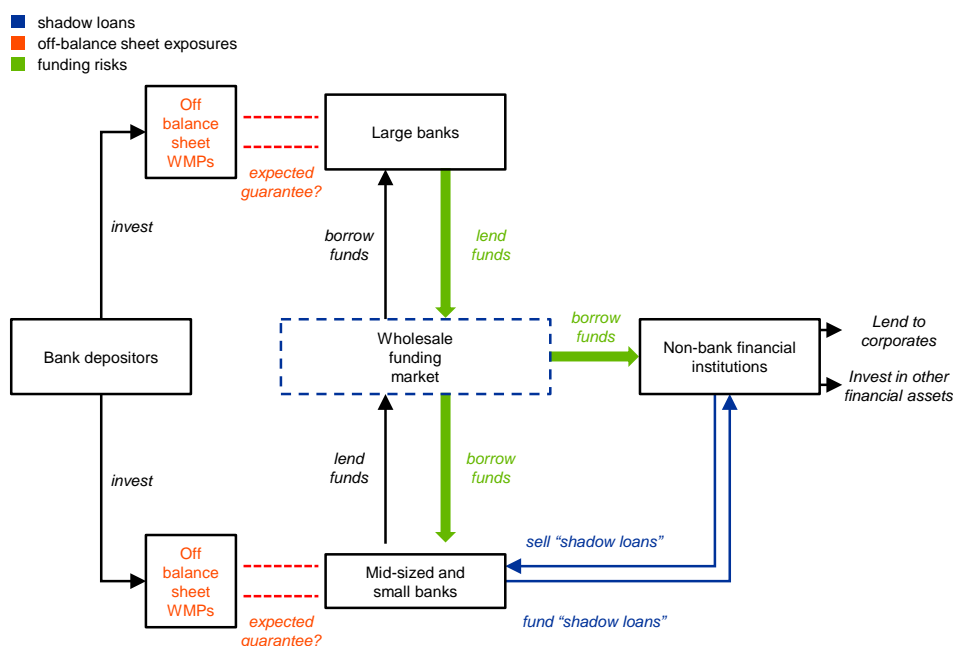 shadow loans
off-balance sheet exposures
funding risks
Off
balance
sheet
WMPs
expected
guarantee?
Large banks
invest
borrow
funds
lend
funds
Bank depositors
Wholesale
funding
market
borrow
funds
Non-bank financial
institutions
Lend to
corporates
Invest in other
financial assets
invest
lend
funds
borrow
funds
Off
balance
sheet
WMPs
expected
guarantee?
Mid-sized and
small banks
sell “shadow loans”
fund “shadow loans”